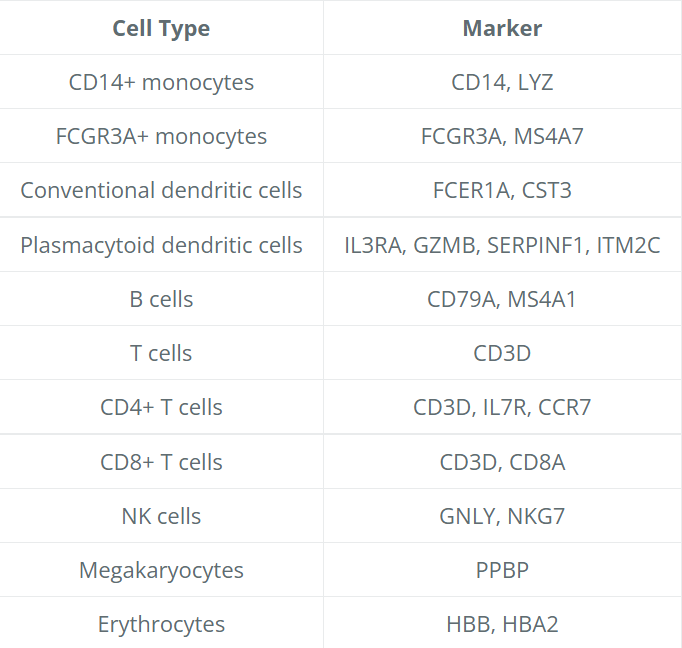 Cell Type Marker
CD14+ monocytes CD14, LYZ
FCGR3A+ monocytes FCGR3A, MS4A7
Conventional dendritic cells FCER1A, CST3
Plasmacytoid dendritic cells IL3RA, GZMB, SERPINF1, ITM2C
B cells CD79A, MS4A1
T cells CD3D
CD4+ T cells CD3D, IL7R, CCR7
CD8+ T cells CD3D, CD8A
NK cells GNLY, NKG7
Megakaryocytes PPBP
Erythrocytes HBB, HBA2